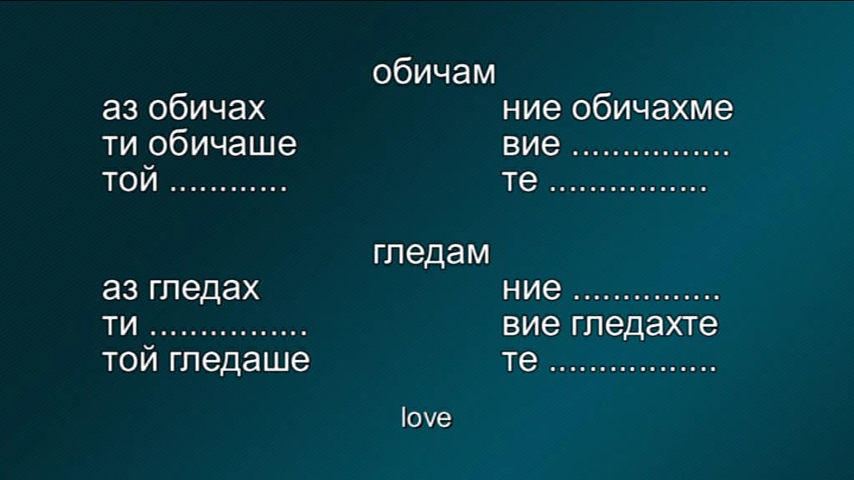 обичам
аз обичах ние обичахме
ти обичаше вие ................
той ............ те ................
гледам
аз гледах ние ...............
ти ................ вие гледахте
той гледаше те .................
love